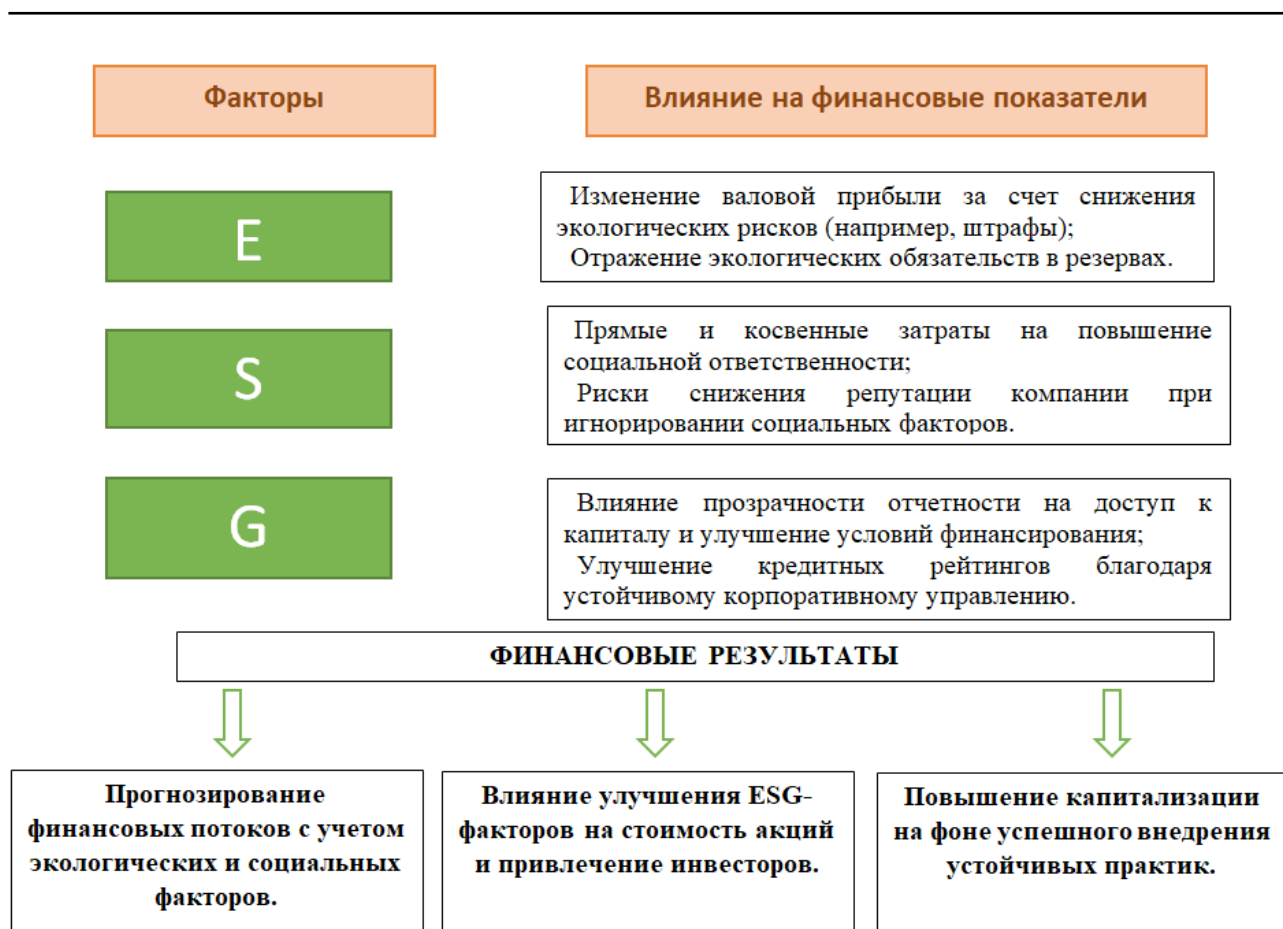 Факторы
Влияние на финансовые показатели
E
Изменение валовой прибыли за счет снижения
экологических рисков (например, штрафы);
Отражение экологических обязательств в резервах.
S
Прямые и косвенные затраты на повышение
социальной ответственности;
Риски снижения репутации компании при
игнорировании социальных факторов.
G
Влияние прозрачности отчетности на доступ к
капиталу и улучшение условий финансирования;
Улучшение кредитных рейтингов благодаря
устойчивому корпоративному управлению.
ФИНАНСОВЫЕ РЕЗУЛЬТАТЫ
Прогнозирование
финансовых потоков с учетом
экологических и социальных
факторов.
Влияние улучшения ESG-
факторов на стоимость акций
и привлечение инвесторов.
Повышение капитализации
на фоне успешного внедрения
устойчивых практик.